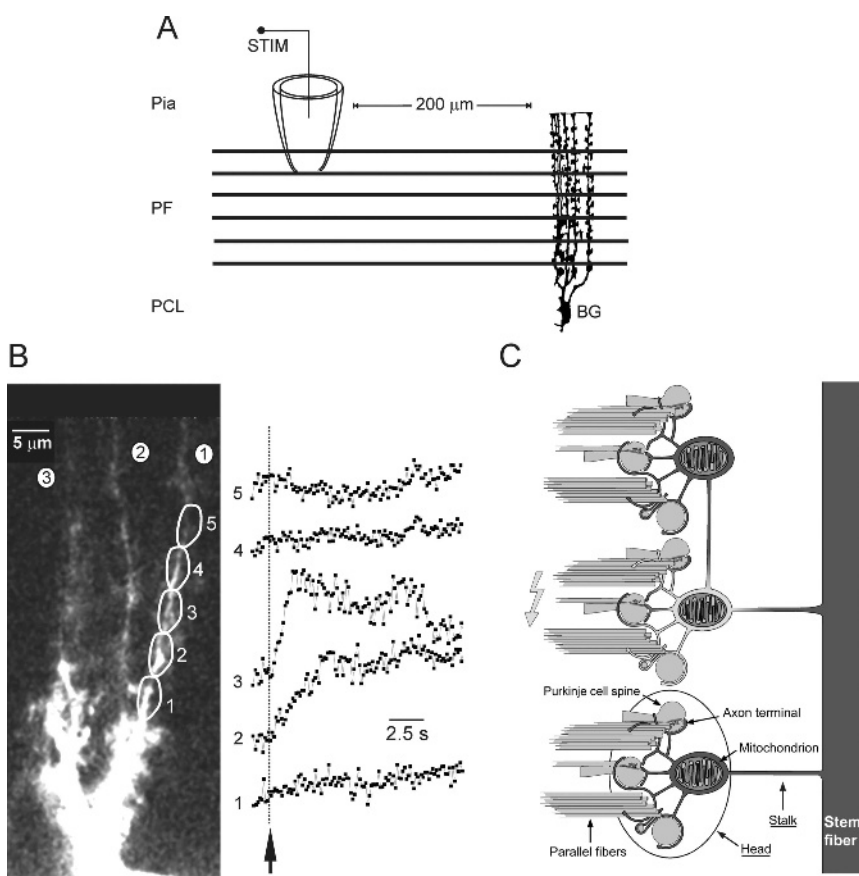 A
STIM
Pia
200 μm
PF
PCL
BG
B
5 μm
3
2
1
5
4
3
2
1
5
4
3
2
1
2.5 s
C
Purkinje cell spine
Axon terminal
Mitochondrion
Stalk
Stem
fiber
Parallel fibers
Head